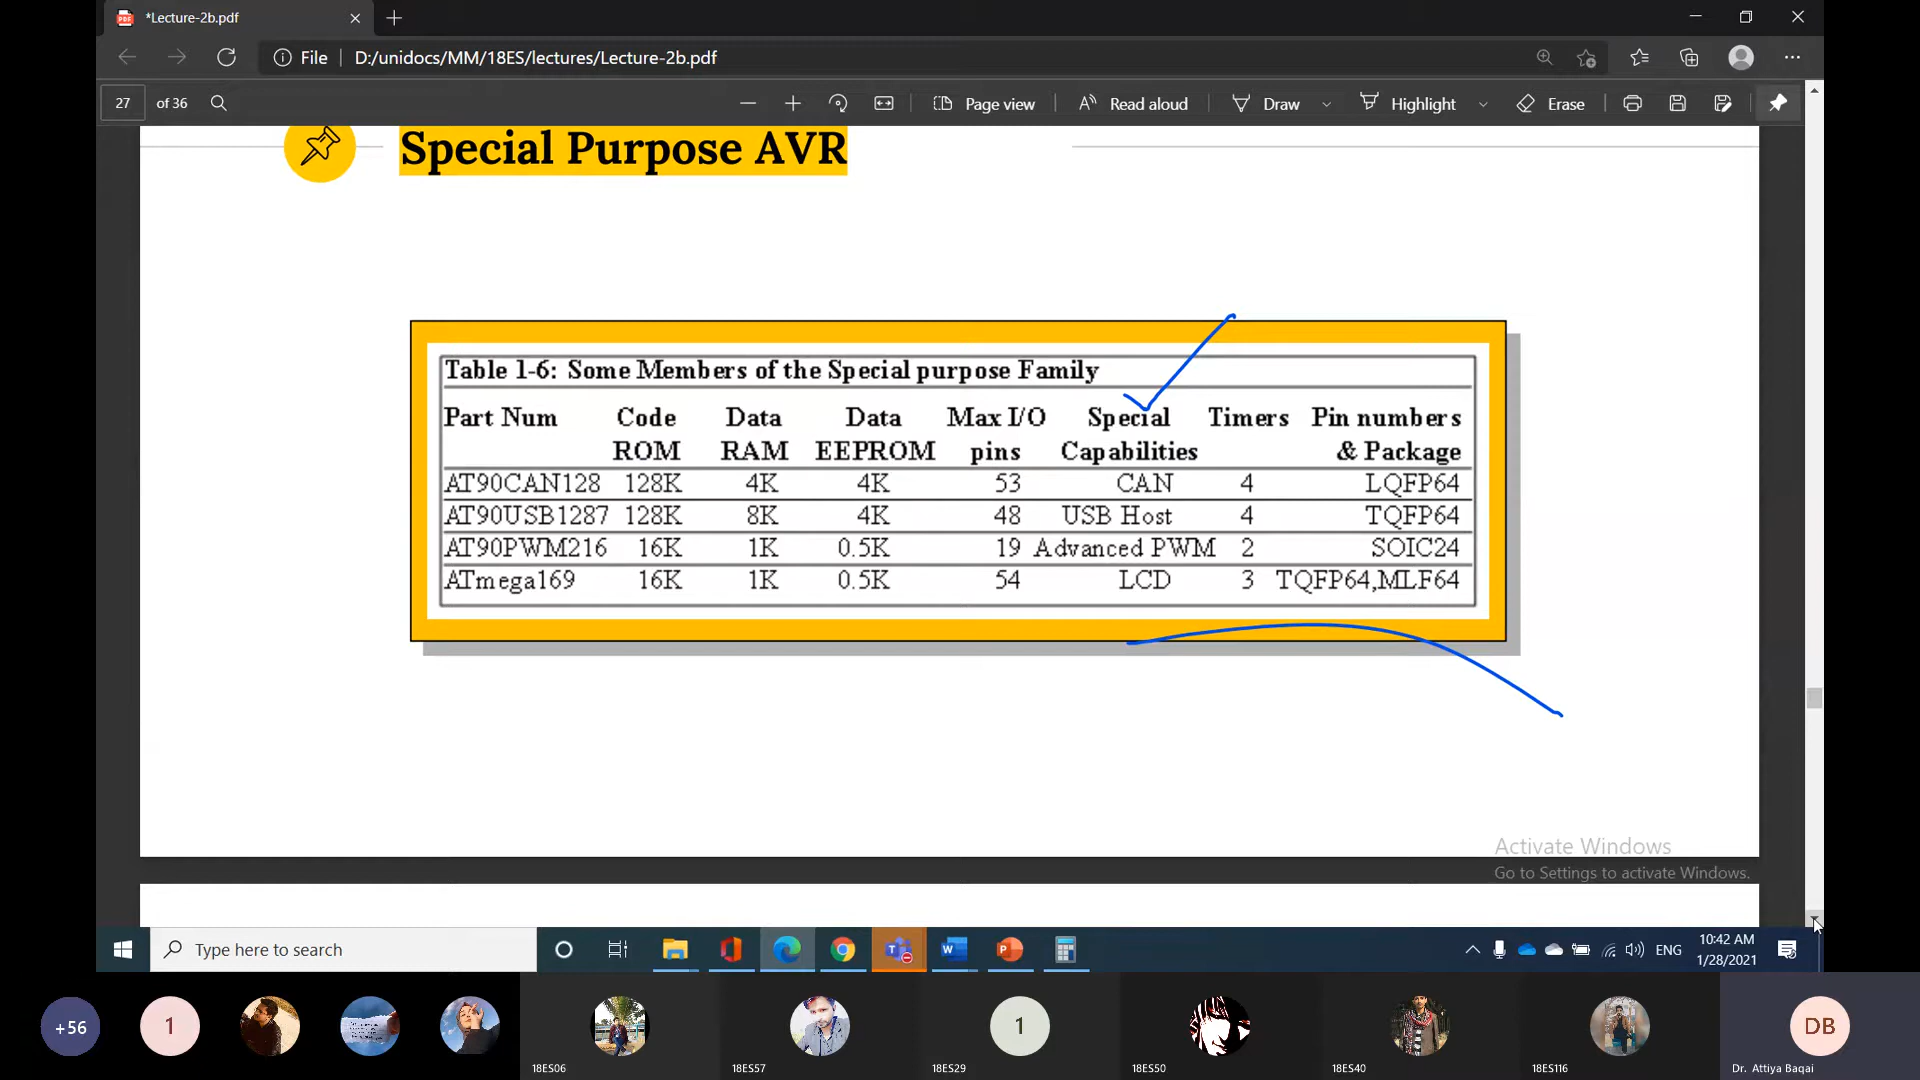 *Lecture-2b.pdf
File D:/unidocs/MM/18ES/lectures/Lecture-2b.pdf
27 of 36 Page view Read aloud Draw Highlight Erase
Special Purpose AVR
Table 1-6: Some Members of the Special purpose Family
Part Num Code Data Data Max I/O Special Timers Pin numbers
ROM RAM EEPROM pins Capabilities & Package
AT90CAN128 128K 4K 4K 53 CAN 4 LQFP64
AT90USB1287 128K 8K 4K 48 USB Host 4 TQFP64
AT90PWM216 16K 1K 0.5K 19 Advanced PWM 2 SOIC24
ATmega169 16K 1K 0.5K 54 LCD 3 TQFP64,MLF64
Activate Windows
Go to Settings to activate Windows.
Type here to search
ENG
10:42 AM
1/28/2021
+56 1 1 DB
18ES06 18ES57 18ES29 18ES50 18ES40 18ES116 Dr. Attiya Baqai